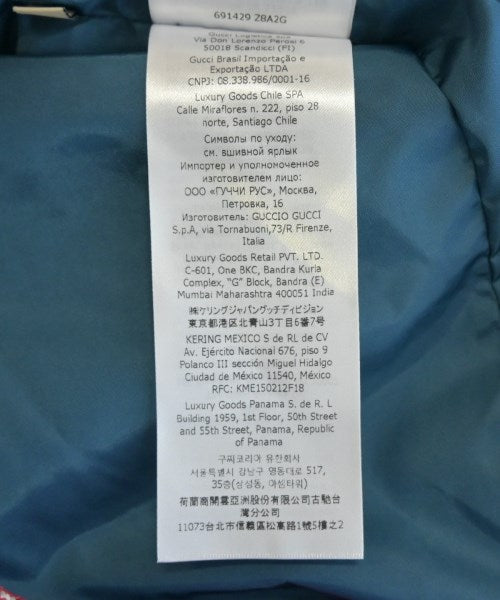 691429 Z8A2G
Gucci Logistica SpA
Via Don Lorenzo Perosi 6
50018 Scandicci (FI)
Gucci Brasil Importação e
Exportação LTDA
CNPJ: 08.338.986/0001-16
Luxury Goods Chile SPA
Calle Miraflores n. 222, piso 28
norte, Santiago Chile
Символы по уходу:
см. вшивной ярлык
Импортер и уполномоченное
изготовителем лицо:
ООО «ГУЧЧИ РУС», Москва,
Петровка, 16
Изготовитель: GUCCIO GUCCI
S.p.A, via Tornabuoni,73/R Firenze,
Italia
Luxury Goods Retail PVT. LTD.
C-601, One BKC, Bandra Kurla
Complex, "G" Block, Bandra (E)
Mumbai Maharashtra 400051 India
㈱ケリングジャパングッチディビジョン
東京都港区北青山3丁目6番7号
KERING MEXICO S de RL de CV
Av. Ejército Nacional 676, piso 9
Polanco III sección Miguel Hidalgo
Ciudad de México 11540, México
RFC: KME150212F18
Luxury Goods Panama S. de R. L
Building 1959, 1st Floor, 50th Street
and 55th Street, Panama, Republic
of Panama
구찌코리아 유한회사
서울특별시 강남구 영동대로 517,
35층(삼성동, 아셈타워)
荷蘭商開雲亞洲股份有限公司古馳台
灣分公司
11073台北市信義區松高路1號5樓之2